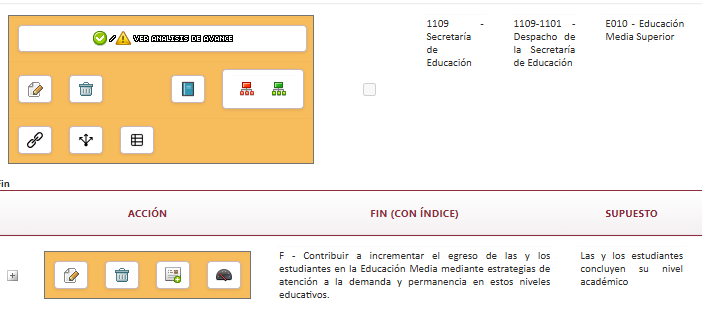 / VER ANALISIS DE AVANCE
1109 -
Secretaría
de
Educación
1109-1101 -
Despacho de
la Secretaría
de Educación
E010 - Educación
Media Superior
Fin
ACCIÓN
FIN (CON ÍNDICE)
SUPUESTO
F - Contribuir a incrementar el egreso de las y los
estudiantes en la Educación Media mediante estrategias de
atención a la demanda y permanencia en estos niveles
educativos.
Las y los estudiantes
concluyen su nivel
académico